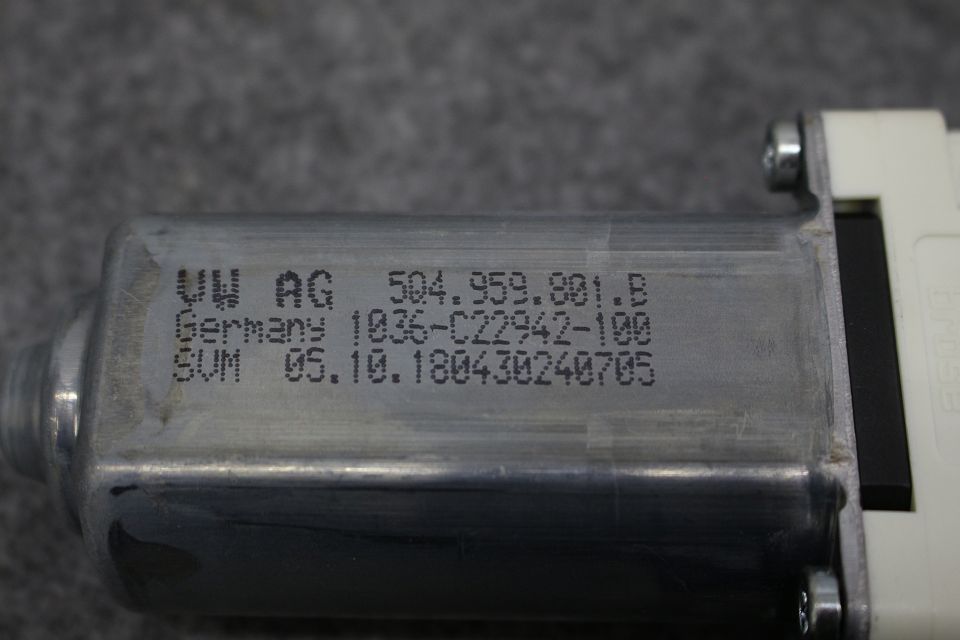 VW AG 504.959.801.B
Germany 1036-C22942-100
SVM 05.10.180430240705